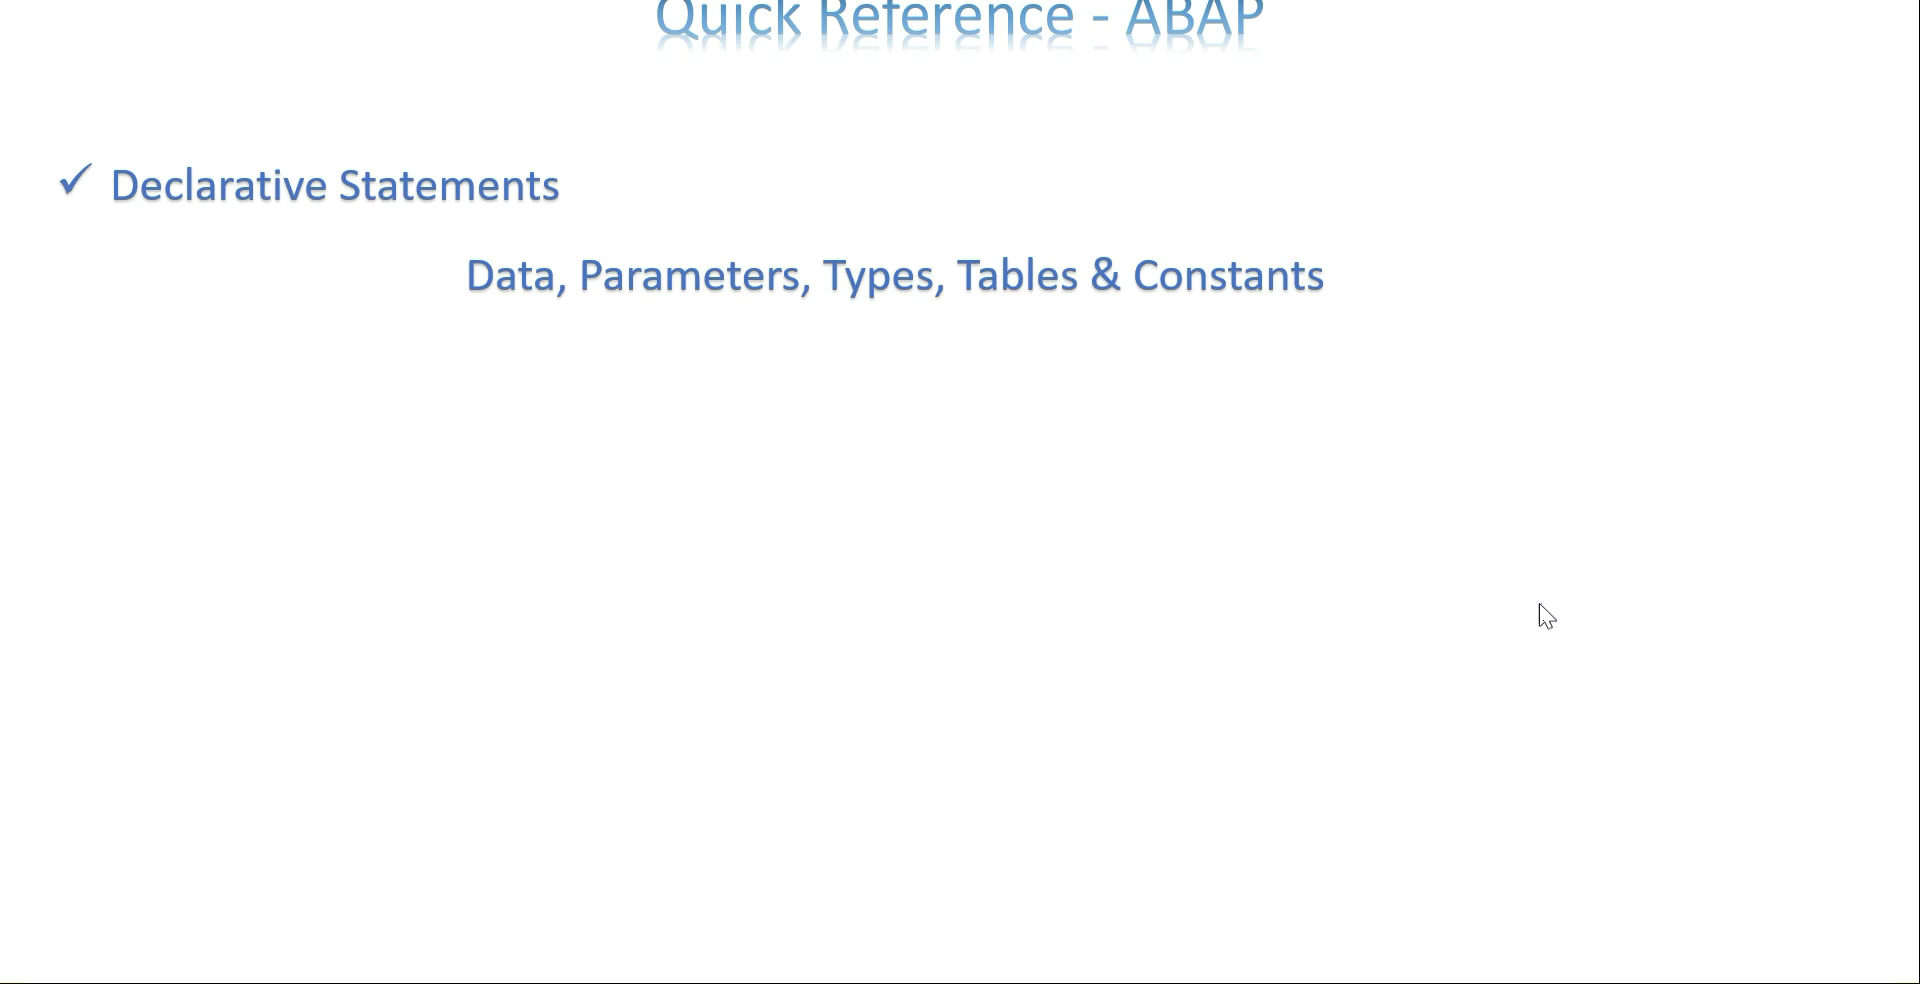 Quick Reference - ABAP
✓ Declarative Statements
Data, Parameters, Types, Tables & Constants